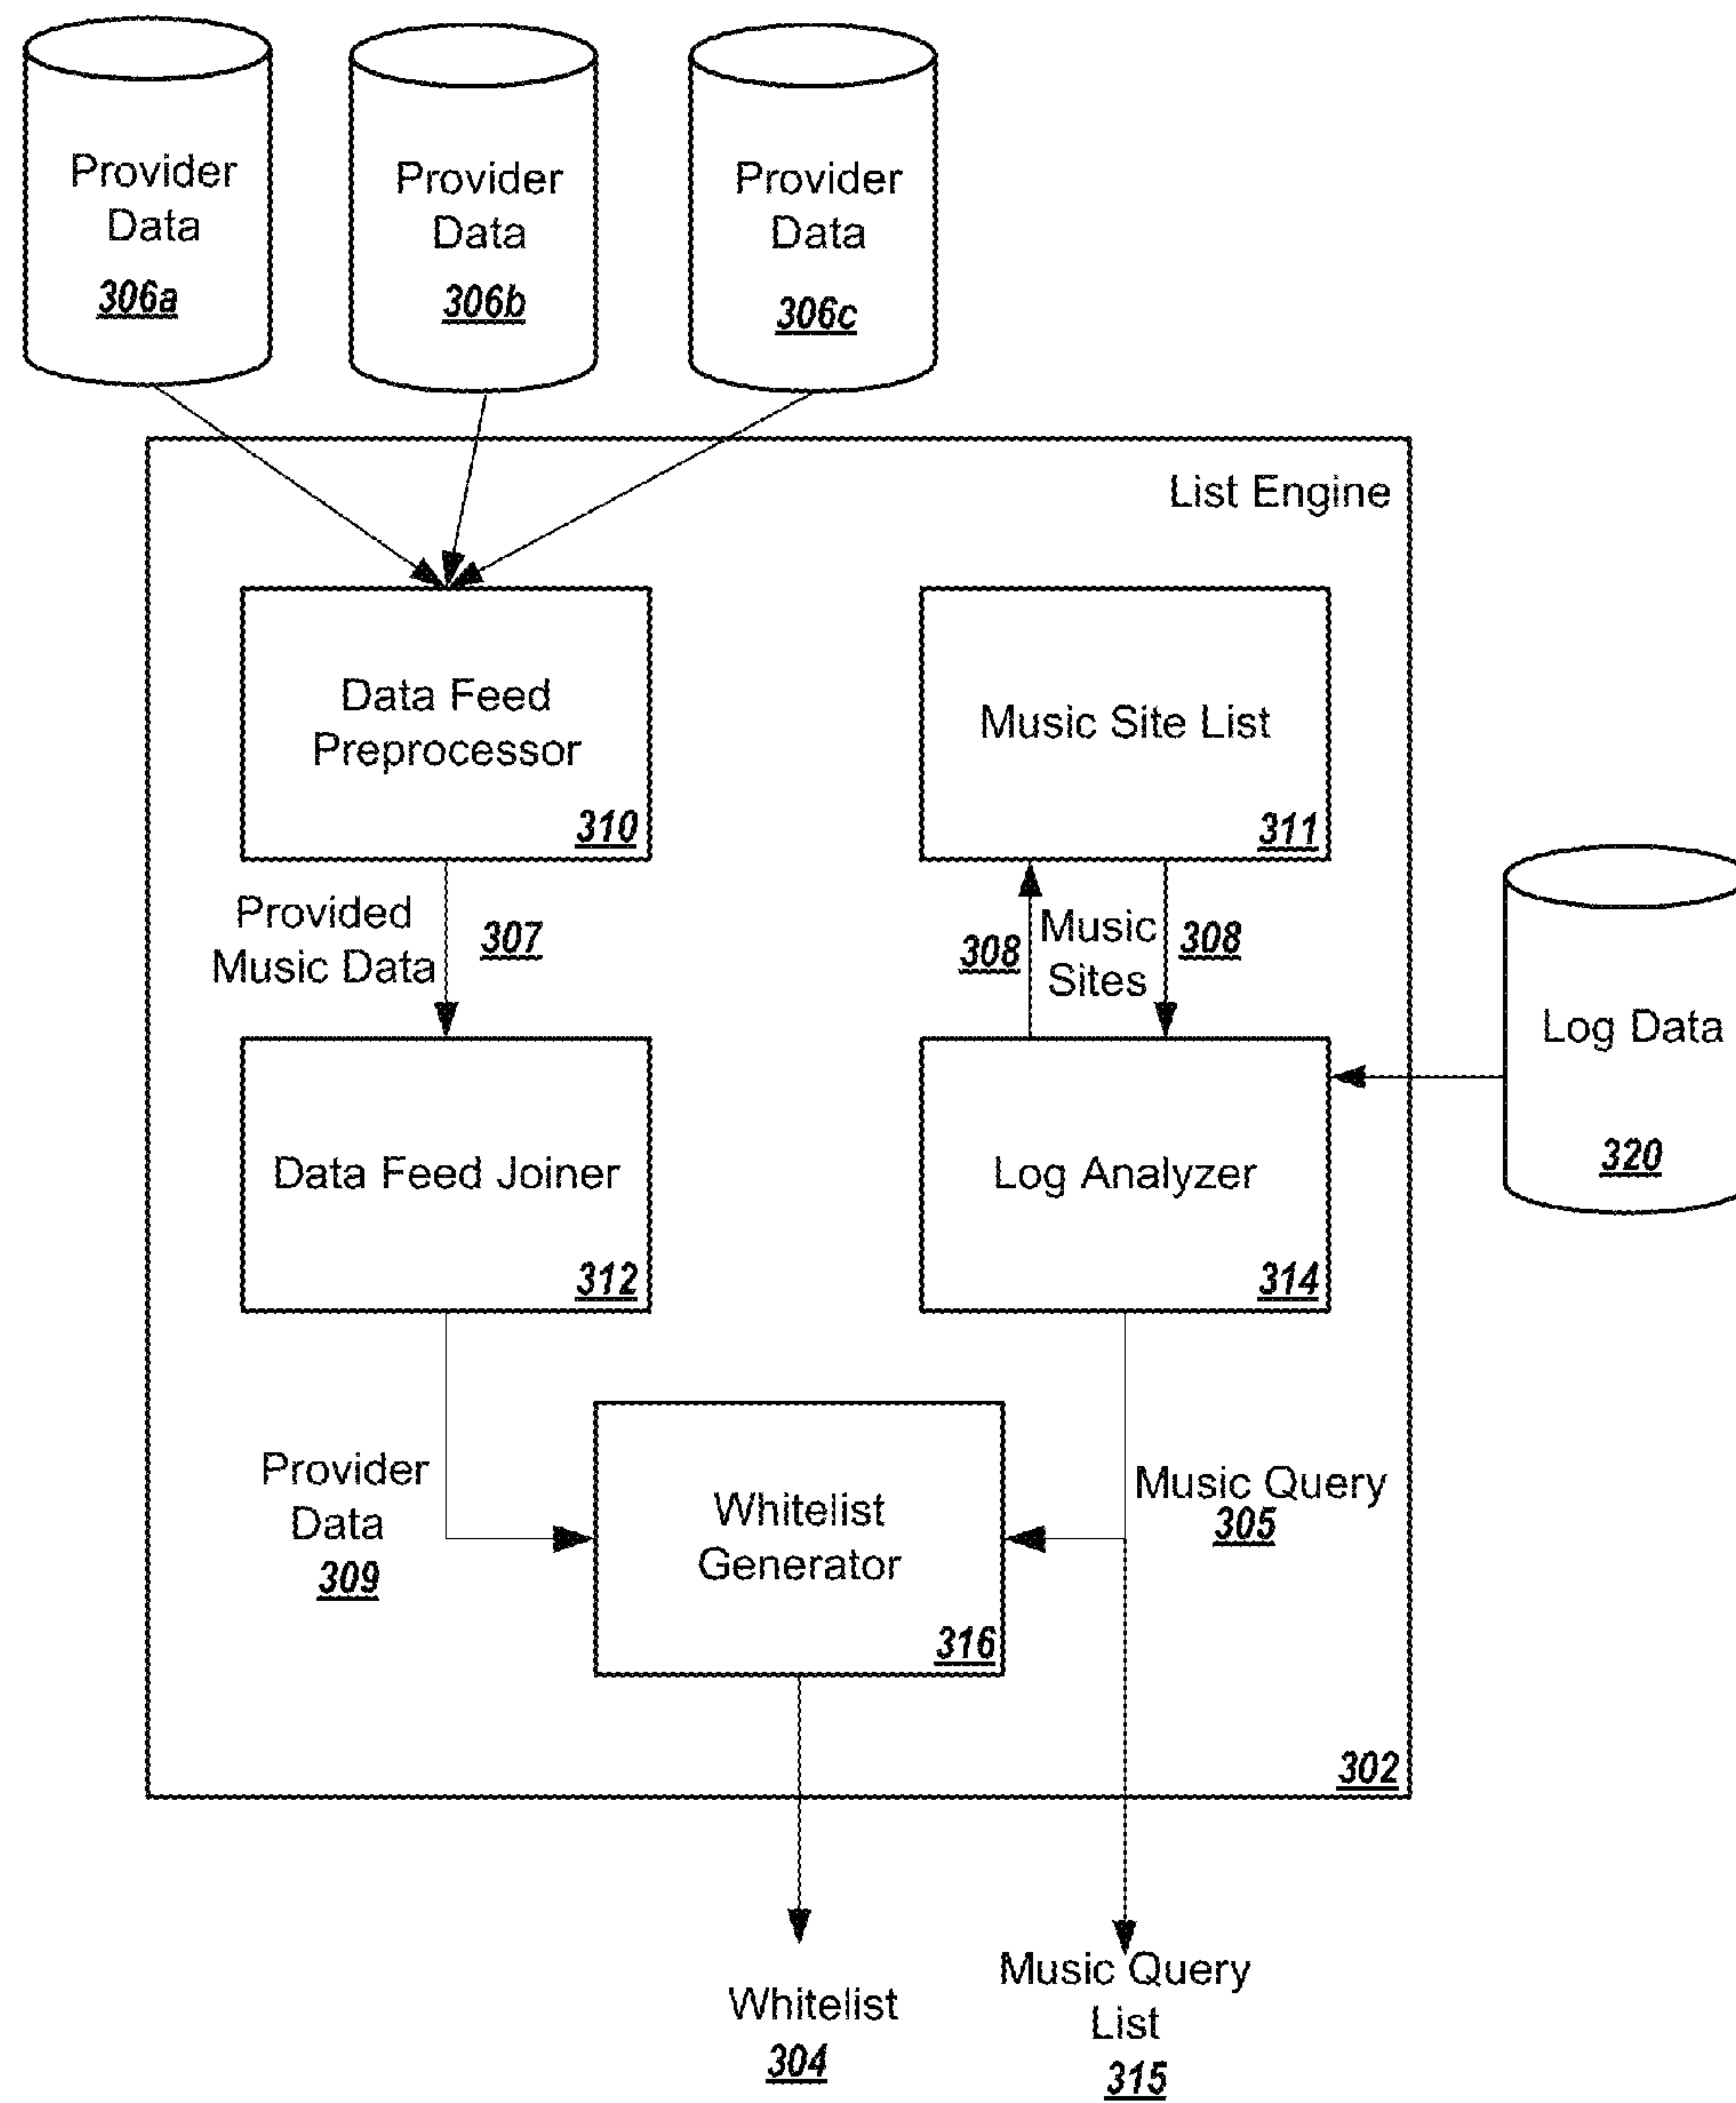 Provider
Data
306a
Provider
Data
306b
Provider
Data
306c
List Engine
Data Feed
Preprocessor
310
Music Site List
311
Provided
Music Data
307
308
Music
Sites
308
Log Data
320
Data Feed Joiner
312
Log Analyzer
314
Provider
Data
309
Whitelist
Generator
316
Music Query
305
302
Whitelist
304
Music Query
List
315